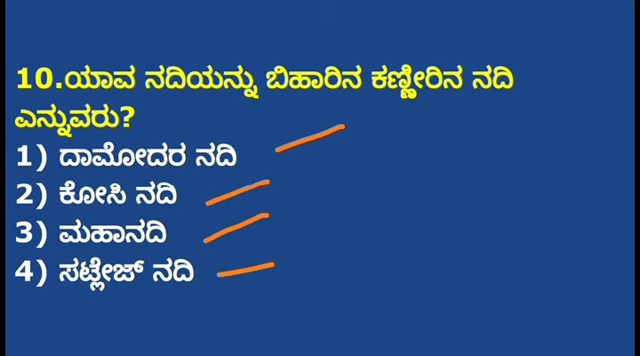 10.ಯಾವ ನದಿಯನ್ನು ಬಿಹಾರಿನ ಕಣ್ಣೀರಿನ ನದಿ
ಎನ್ನುವರು?
1) ದಾಮೋದರ ನದಿ
2) ಕೋಸಿ ನದಿ
3) ಮಹಾನದಿ
4) ಸಟ್ಲೇಜ್ ನದಿ